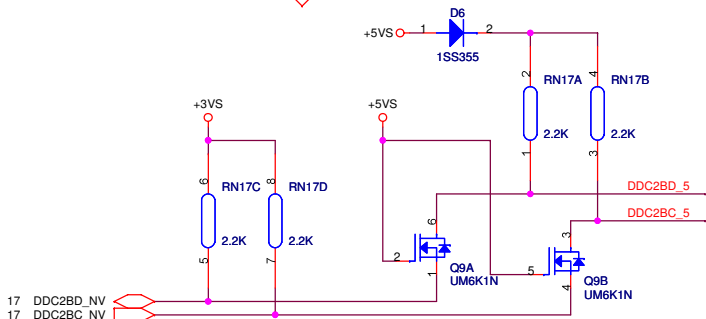 D6
+5VS 1 2
1SS355
2 RN17A 4 RN17B
+3VS +5VS
2.2K 2.2K
1 3
6 RN17C 8 RN17D
DDC2BD_5
DDC2BC_5
6 3
2.2K 2.2K
2 5
5 7 1 Q9A 4 Q9B
UM6K1N UM6K1N
17 DDC2BD_NV
17 DDC2BC_NV